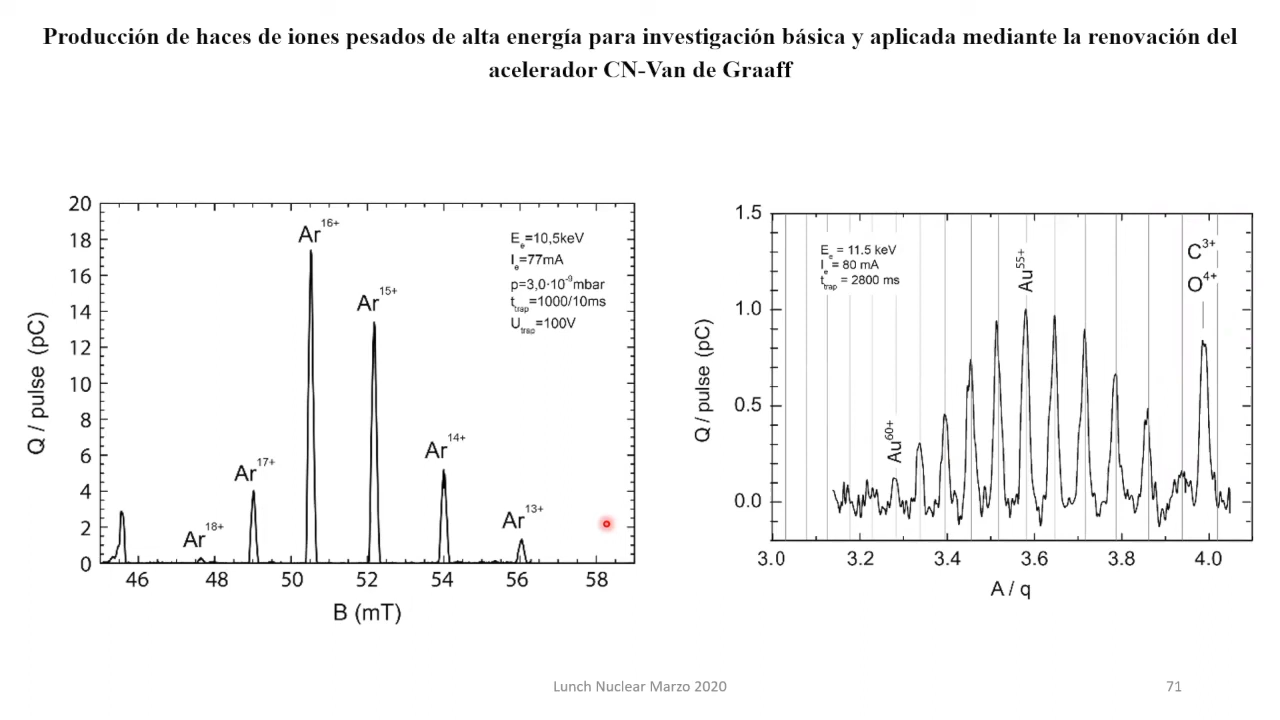 Producción de haces de iones pesados de alta energía para investigación básica y aplicada mediante la renovación del
acelerador CN-Van de Graaff
20
18
16
14
12
10
8
6
4
2
0
Q / pulse (pC)
46 48 50 52 54 56 58
B (mT)
Ar18+
Ar17+
Ar16+
Ar15+
Ar14+
Ar13+
Ee=10,5keV
Ie=77mA
p=3,0·10-9mbar
ttrap=1000/10ms
Utrap=100V
1.5
1.0
0.5
0.0
Q / pulse (pC)
3.0 3.2 3.4 3.6 3.8 4.0
A / q
Ee = 11.5 keV
Ie = 80 mA
ttrap = 2800 ms
Au60+
Au55+
C3+
O4+
Lunch Nuclear Marzo 2020
71